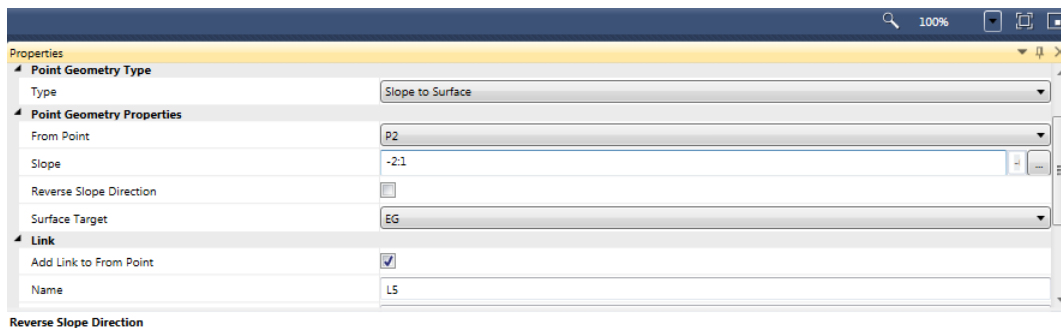 100%
Properties
Point Geometry Type
Type Slope to Surface
Point Geometry Properties
From Point P2
Slope -2:1 ...
Reverse Slope Direction
Surface Target EG
Link
Add Link to From Point
Name L5
Reverse Slope Direction